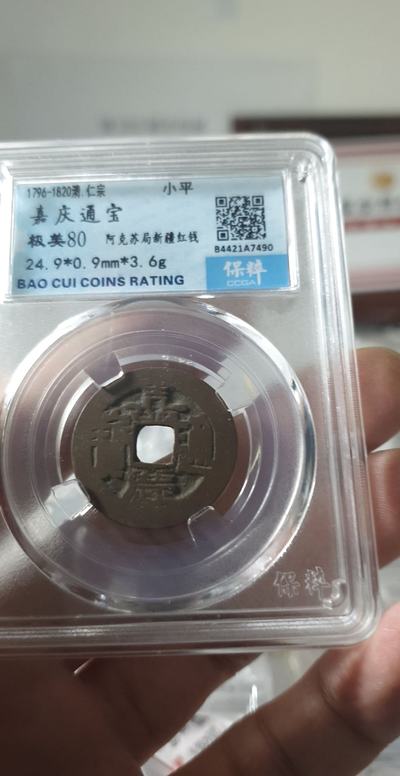 1796-1820清.仁宗 小平
嘉庆通宝
极美80 阿克苏局新疆红钱
B4421A7490
24.9*0.9mm*3.6g
保粹
CCGA
BAO CUI COINS RATING
保粹